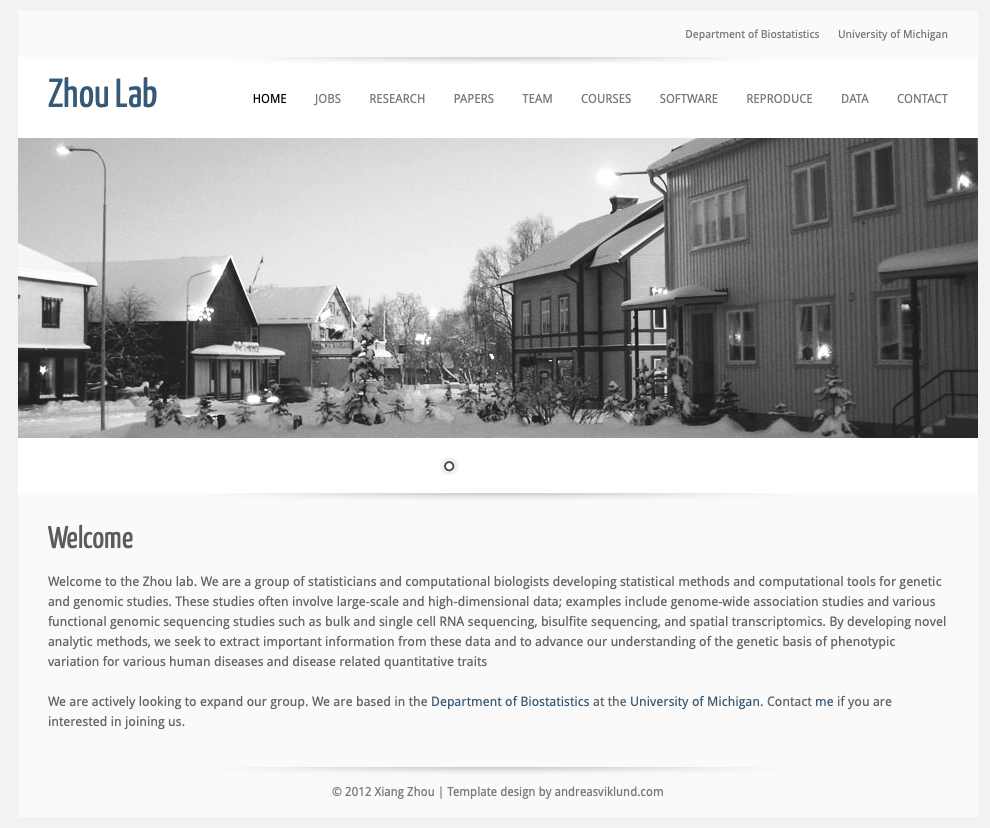 Department of Biostatistics University of Michigan
Zhou Lab
HOME JOBS RESEARCH PAPERS TEAM COURSES SOFTWARE REPRODUCE DATA CONTACT
Welcome
Welcome to the Zhou lab. We are a group of statisticians and computational biologists developing statistical methods and computational tools for genetic
and genomic studies. These studies often involve large-scale and high-dimensional data; examples include genome-wide association studies and various
functional genomic sequencing studies such as bulk and single cell RNA sequencing, bisulfite sequencing, and spatial transcriptomics. By developing novel
analytic methods, we seek to extract important information from these data and to advance our understanding of the genetic basis of phenotypic
variation for various human diseases and disease related quantitative traits
We are actively looking to expand our group. We are based in the Department of Biostatistics at the University of Michigan. Contact me if you are
interested in joining us.
© 2012 Xiang Zhou | Template design by andreasviklund.com